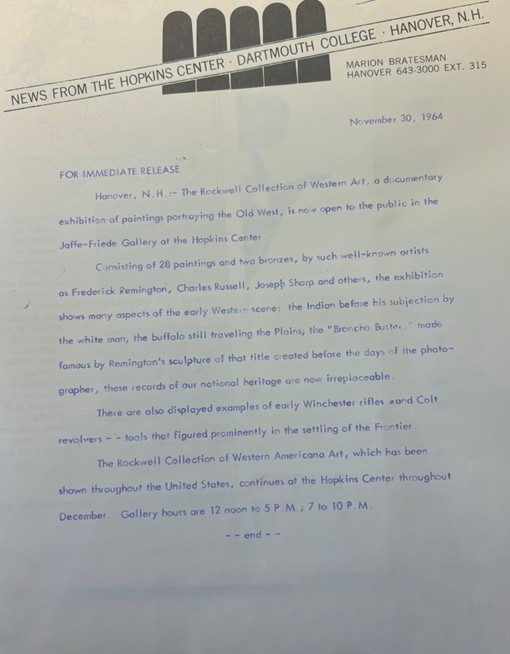 NEWS FROM THE HOPKINS CENTER · DARTMOUTH COLLEGE · HANOVER, N.H.
MARION BRATESMAN
HANOVER 643-3000 EXT. 315
November 30, 1964
FOR IMMEDIATE RELEASE
Hanover, N.H.:- The Rockwell Collection of Western Art, a documentary
exhibition of paintings portraying the Old West, is now open to the public in the
Jaffe-Friede Gallery at the Hopkins Center
Consisting of 28 paintings and two bronzes, by such well-known artists
as Frederick Remington, Charles Russell, Joseph Sharp and others, the exhibition
shows many aspects of the early Western scene: the Indian before his subjection by
the white man, the buffalo still traveling the Plains; the "Broncho Buster," made
famous by Remington's sculpture of that title created before the days of the photo-
grapher, these records of our national heritage are now irreplaceable.
There are also displayed examples of early Winchester rifles and Colt
revolvers - - tools that figured prominently in the settling of the Frontier
The Rockwell Collection of Western Americana Art, which has been
shown throughout the United States, continues at the Hopkins Center throughout
December. Gallery hours are 12 noon to 5 P.M.; 7 to 10 P.M.
- - end - -